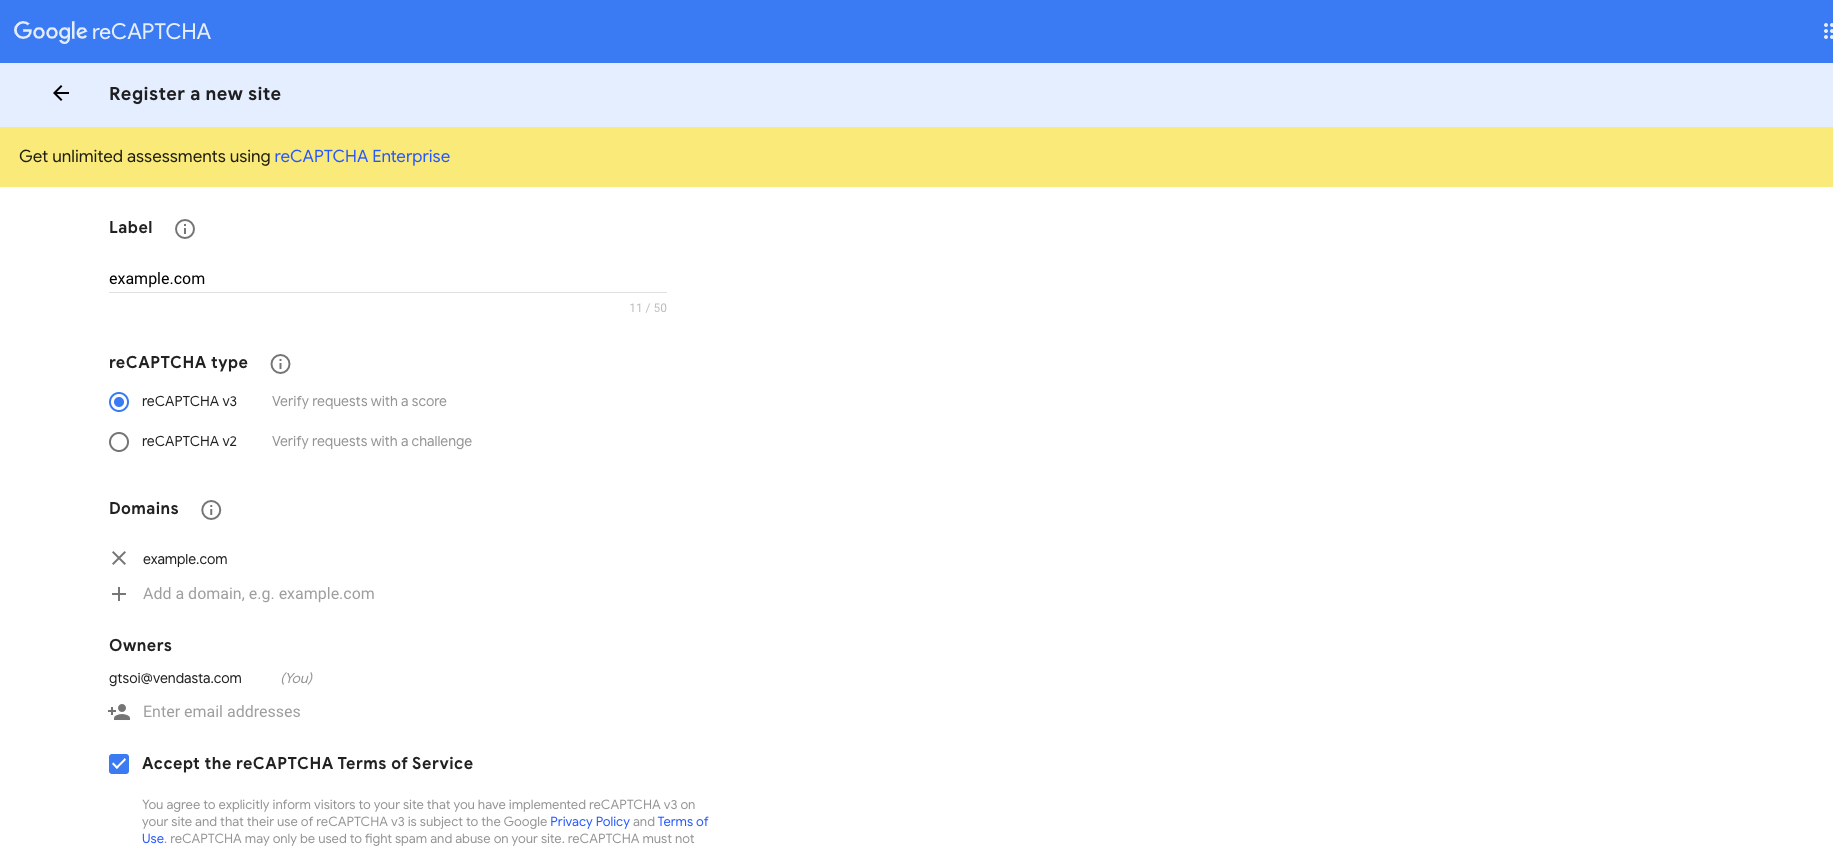 Google reCAPTCHA
Register a new site
Get unlimited assessments using reCAPTCHA Enterprise
Label
example.com
11 / 50
reCAPTCHA type
reCAPTCHA v3 Verify requests with a score
reCAPTCHA v2 Verify requests with a challenge
Domains
example.com
Add a domain, e.g. example.com
Owners
gtsoi@vendasta.com (You)
Enter email addresses
Accept the reCAPTCHA Terms of Service
You agree to explicitly inform visitors to your site that you have implemented reCAPTCHA v3 on
your site and that their use of reCAPTCHA v3 is subject to the Google Privacy Policy and Terms of
Use. reCAPTCHA may only be used to fight spam and abuse on your site. reCAPTCHA must not